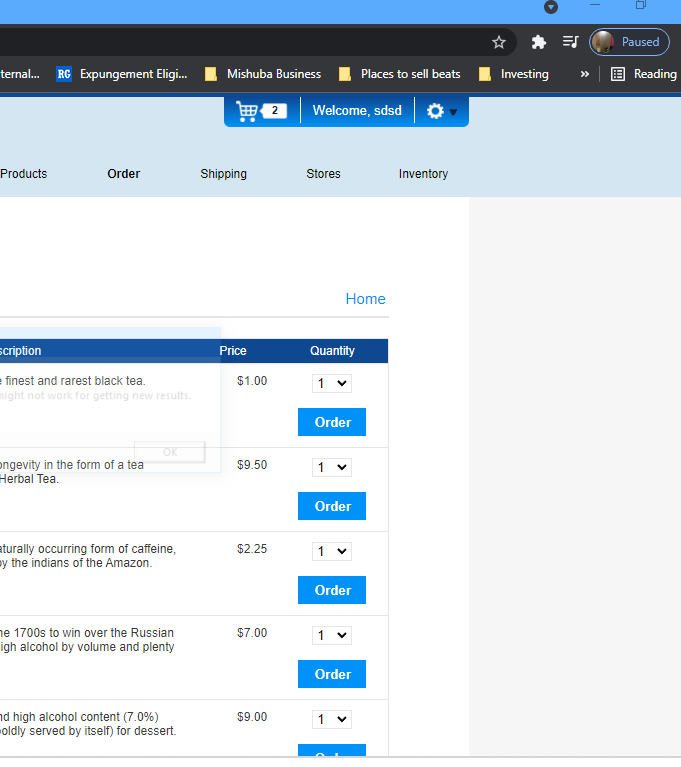 Paused
ternal...
RG Expungement Eligi...
Mishuba Business
Places to sell beats
Investing
»
Reading
2
Welcome, sdsd
Products
Order
Shipping
Stores
Inventory
Home
scription
Price
Quantity
e finest and rarest black tea.
$1.00
1
might not work for getting new results.
Order
OK
ongevity in the form of a tea
$9.50
1
Herbal Tea.
Order
aturally occurring form of caffeine,
$2.25
1
by the indians of the Amazon.
Order
he 1700s to win over the Russian
$7.00
1
igh alcohol by volume and plenty
Order
nd high alcohol content (7.0%)
$9.00
1
boldly served by itself) for dessert.
Order